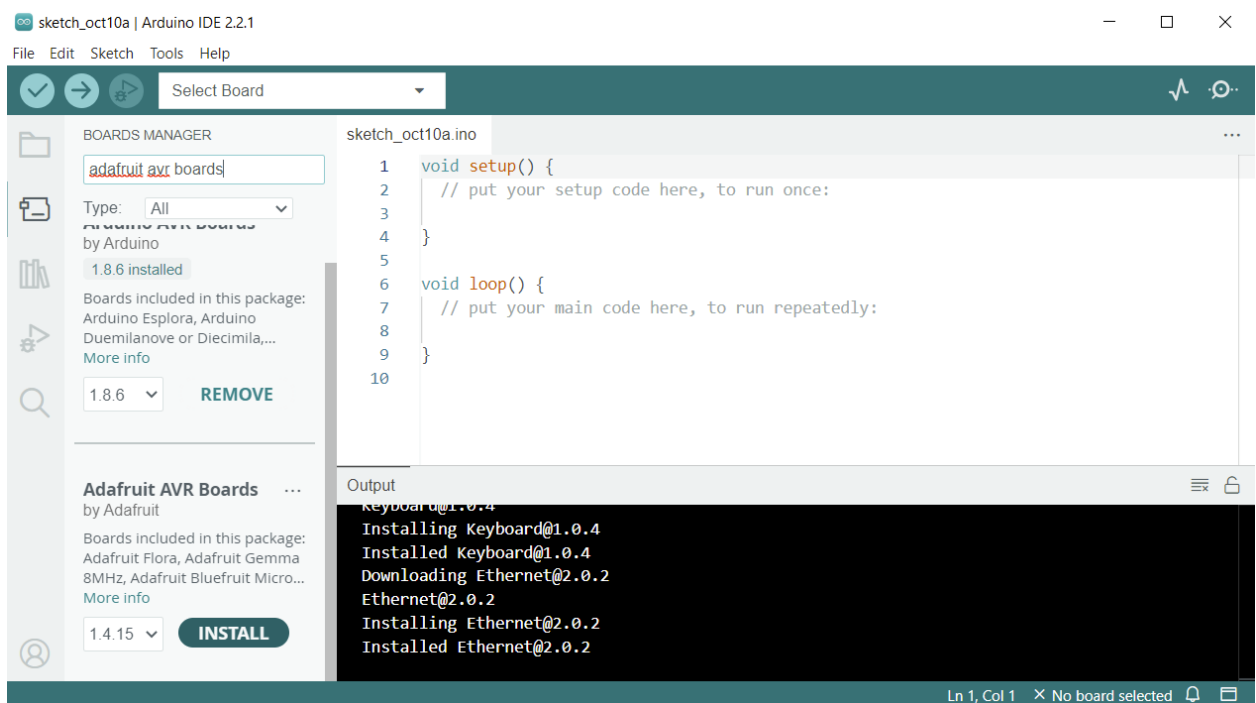 sketch_oct10a | Arduino IDE 2.2.1
File Edit Sketch Tools Help
Select Board
BOARDS MANAGER
adafruit avr boards
Type: All
Arduino AVR Boards
by Arduino
1.8.6 installed
Boards included in this package:
Arduino Esplora, Arduino
Duemilanove or Diecimila,...
More info
1.8.6 REMOVE
Adafruit AVR Boards ...
by Adafruit
Boards included in this package:
Adafruit Flora, Adafruit Gemma
8MHz, Adafruit Bluefruit Micro...
More info
1.4.15 INSTALL
sketch_oct10a.ino ...
1 void setup() {
2 // put your setup code here, to run once:
3
4 }
5
6 void loop() {
7 // put your main code here, to run repeatedly:
8
9 }
10
Output
Keyboard@1.0.4
Installing Keyboard@1.0.4
Installed Keyboard@1.0.4
Downloading Ethernet@2.0.2
Ethernet@2.0.2
Installing Ethernet@2.0.2
Installed Ethernet@2.0.2
Ln 1, Col 1 × No board selected